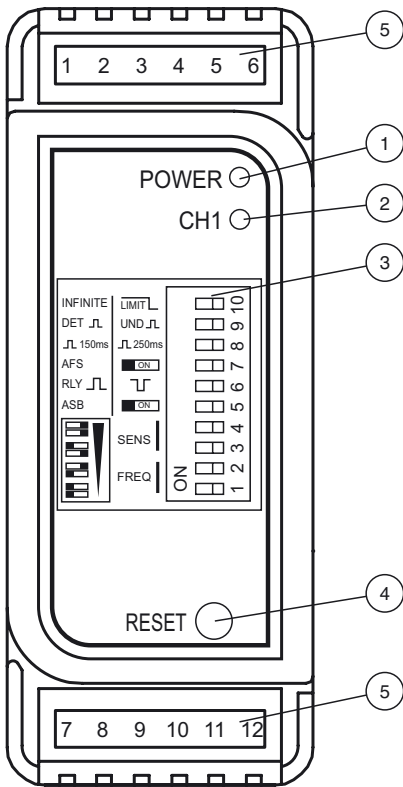 1 2 3 4 5 6
5
POWER
1
CH1
2
3
INFINITE LIMIT 10
DET UND 9
150ms 250ms 8
AFS ON 7
RLY 6
ASB ON 5
SENS 4
3
FREQ 2
ON 1
RESET
4
5
7 8 9 10 11 12